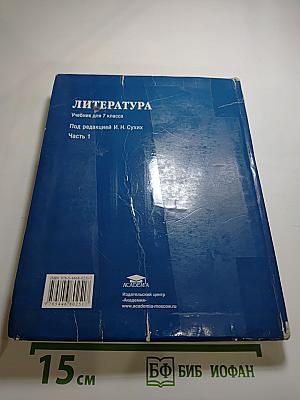 ЛИТЕРАТУРА
Учебник для 7 класса
Под редакцией И. Н. Сухих
Часть 1
ACADEMIA
Издательский центр
«Академия»
www.academia-moscow.ru
15 см
БФ БИБ ИОФАН